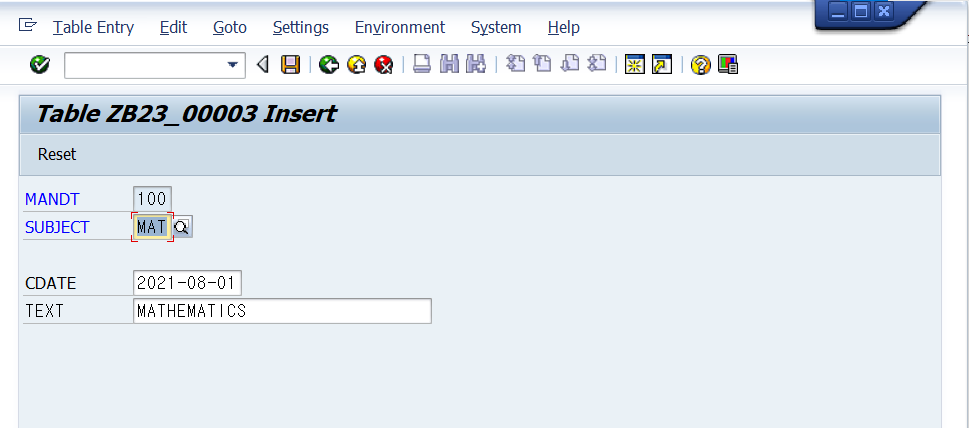 Table Entry Edit Goto Settings Environment System Help
Table ZB23_00003 Insert
Reset
MANDT 100
SUBJECT MAT
CDATE 2021-08-01
TEXT MATHEMATICS